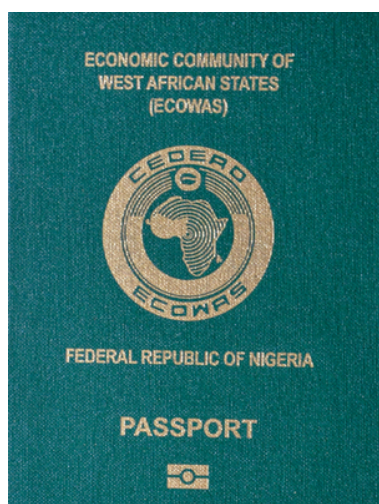 ECONOMIC COMMUNITY OF
WEST AFRICAN STATES
(ECOWAS)
CEDEAO
ECOWAS
FEDERAL REPUBLIC OF NIGERIA
PASSPORT